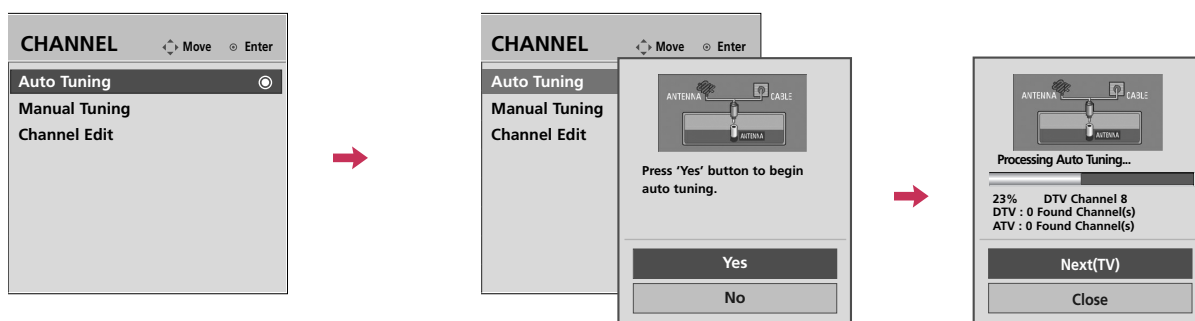 CHANNEL Move Enter
Auto Tuning
Manual Tuning
Channel Edit
CHANNEL Move Enter
Auto Tuning
Manual Tuning
Channel Edit
ANTENNA CABLE
ANTENNA
Press ‘Yes’ button to begin
auto tuning.
Yes
No
ANTENNA CABLE
ANTENNA
Processing Auto Tuning...
23% DTV Channel 8
DTV : 0 Found Channel(s)
ATV : 0 Found Channel(s)
Next(TV)
Close